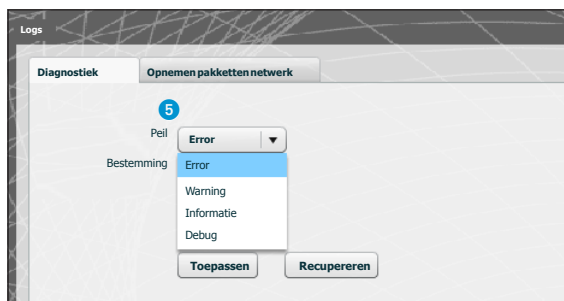 Logs
Diagnostiek
Opnemen pakketten netwerk
5
Peil
Error
Bestemming
Error
Warning
Informatie
Debug
Toepassen
Recupereren